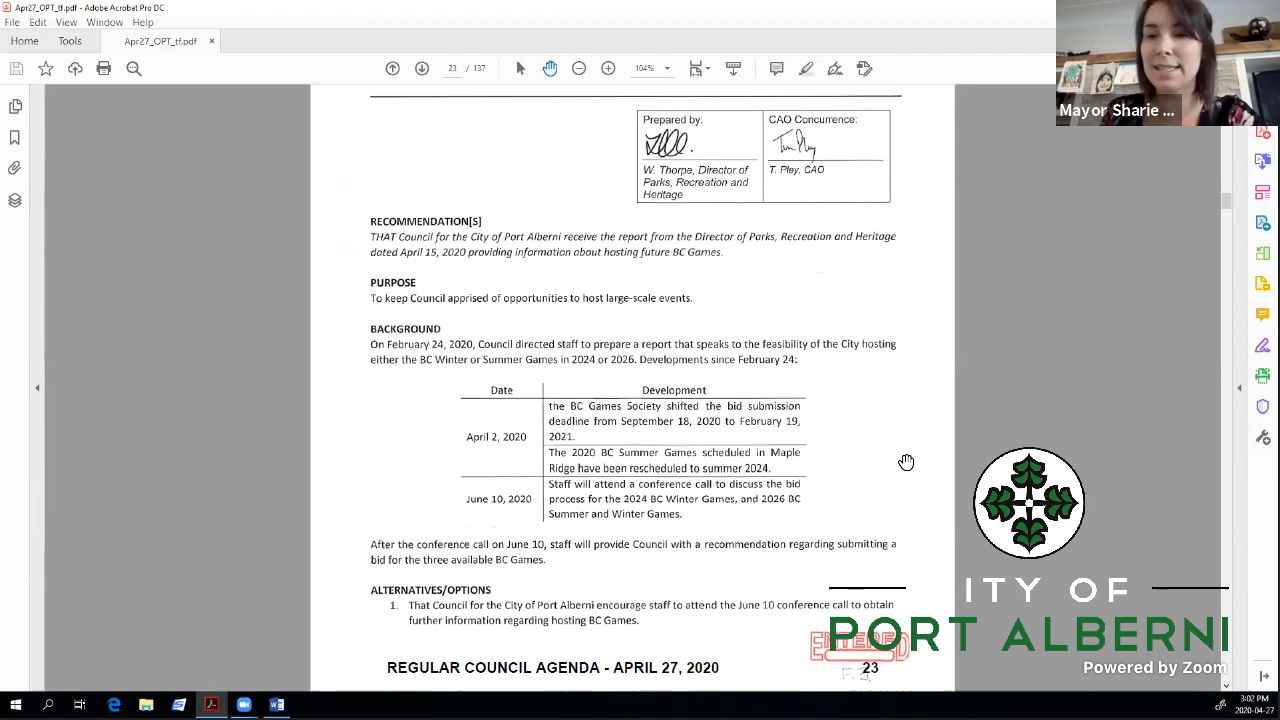 Apr27_OPT_tf.pdf - Adobe Acrobat Pro DC
File Edit View Window Help
Home Tools Apr27_OPT_tf.pdf ×
23 / 137 104%
Mayor Sharie ...
Prepared by: CAO Concurrence:
W. Thorpe, Director of Parks, Recreation and Heritage
T. Pley, CAO
RECOMMENDATION[S]
THAT Council for the City of Port Alberni receive the report from the Director of Parks, Recreation and Heritage
dated April 15, 2020 providing information about hosting future BC Games.
PURPOSE
To keep Council apprised of opportunities to host large-scale events.
BACKGROUND
On February 24, 2020, Council directed staff to prepare a report that speaks to the feasibility of the City hosting
either the BC Winter or Summer Games in 2024 or 2026. Developments since February 24:
Date Development
April 2, 2020
the BC Games Society shifted the bid submission
deadline from September 18, 2020 to February 19,
2021.
The 2020 BC Summer Games scheduled in Maple
Ridge have been rescheduled to summer 2024.
June 10, 2020
Staff will attend a conference call to discuss the bid
process for the 2024 BC Winter Games, and 2026 BC
Summer and Winter Games.
After the conference call on June 10, staff will provide Council with a recommendation regarding submitting a
bid for the three available BC Games.
ALTERNATIVES/OPTIONS
1. That Council for the City of Port Alberni encourage staff to attend the June 10 conference call to obtain
further information regarding hosting BC Games.
ENTERED
REGULAR COUNCIL AGENDA - APRIL 27, 2020 23
CITY OF
PORT ALBERNI
Powered by Zoom
3:02 PM
2020-04-27